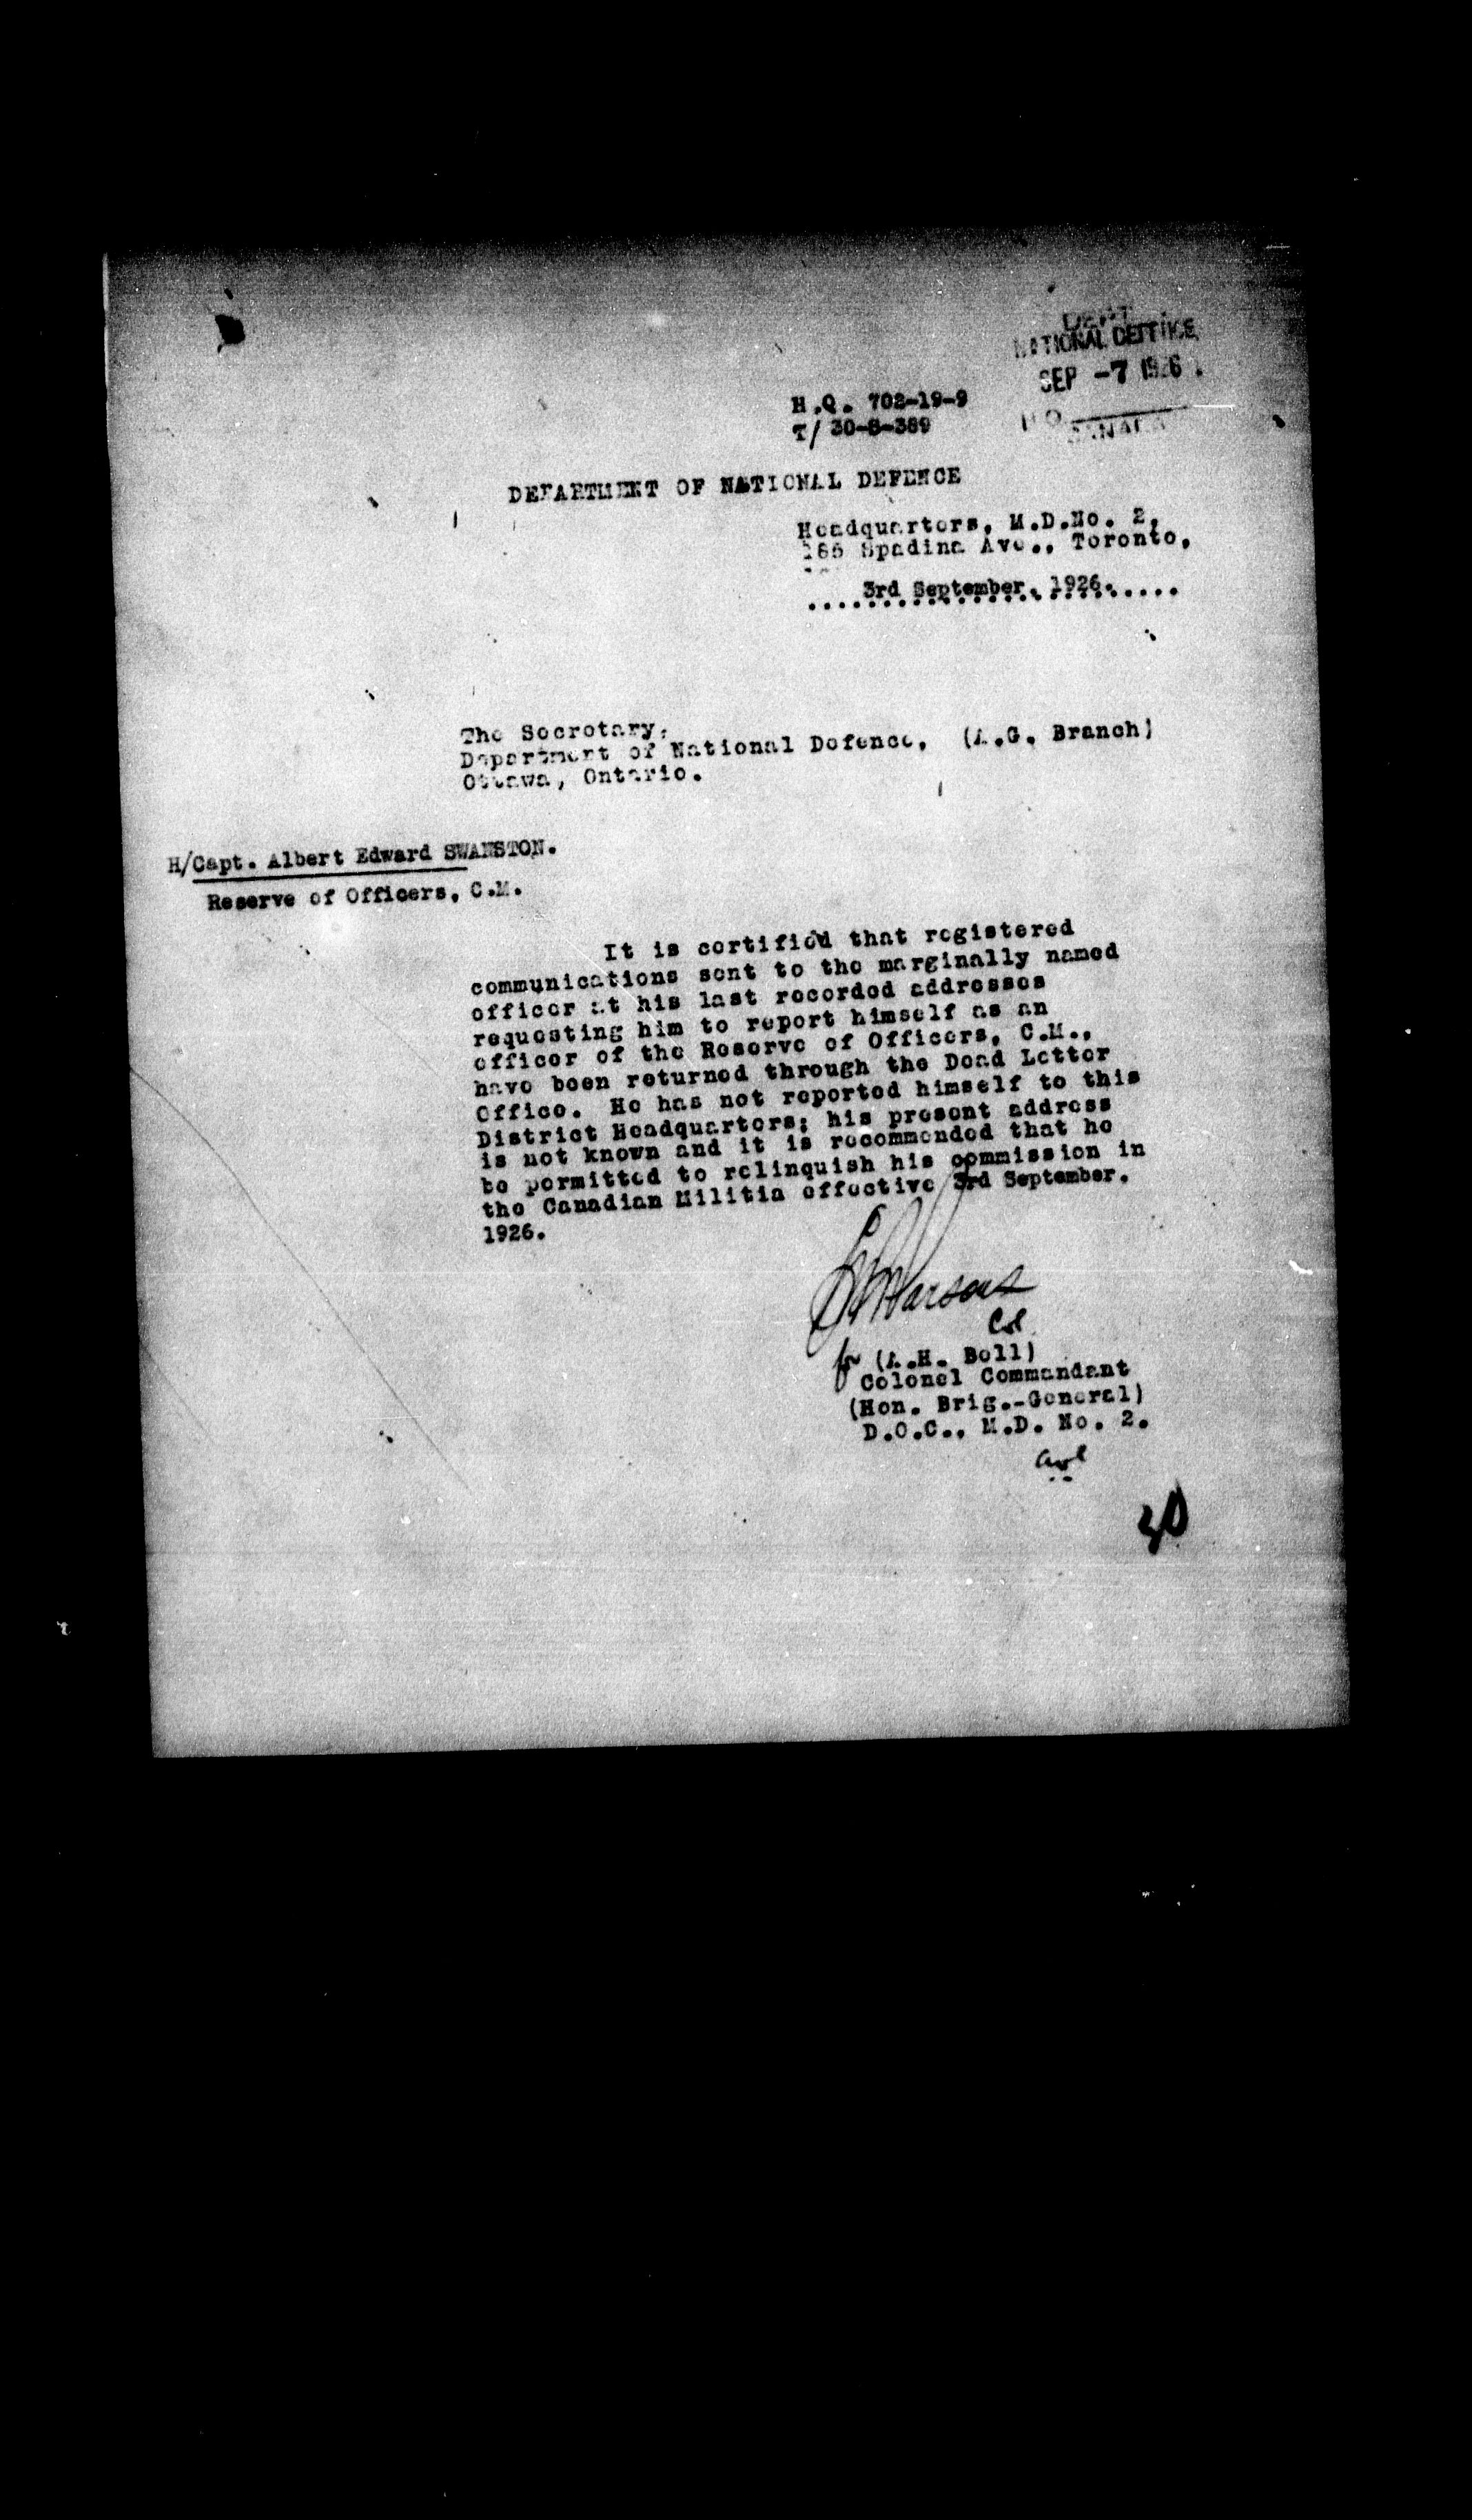 DEPT.
NATIONAL DEFENCE
SEP -7 1926
H.Q.
CANADA
H.Q. 702-19-9
T/ 30-S-389
DEPARTMENT OF NATIONAL DEFENCE
Headquarters, M.D.No. 2,
Spadina Ave., Toronto,
3rd September, 1926.
The Secretary,
Department of National Defence, (A.G. Branch)
Ottawa, Ontario.
H/Capt. Albert Edward SWANSTON.
Reserve of Officers, C.M.
It is certified that registered
communications sent to the marginally named
officer at his last recorded addresses
requesting him to report himself as an
officer of the Reserve of Officers, C.M.,
have been returned through the Dead Letter
Office. He has not reported himself to this
District Headquarters; his present address
is not known and it is recommended that he
be permitted to relinquish his commission in
the Canadian Militia effective 3rd September.
1926.
Parsons
Col.
for (A.H. Bell)
Colonel Commandant
(Hon. Brig.-General)
D.O.C., M.D. No. 2.